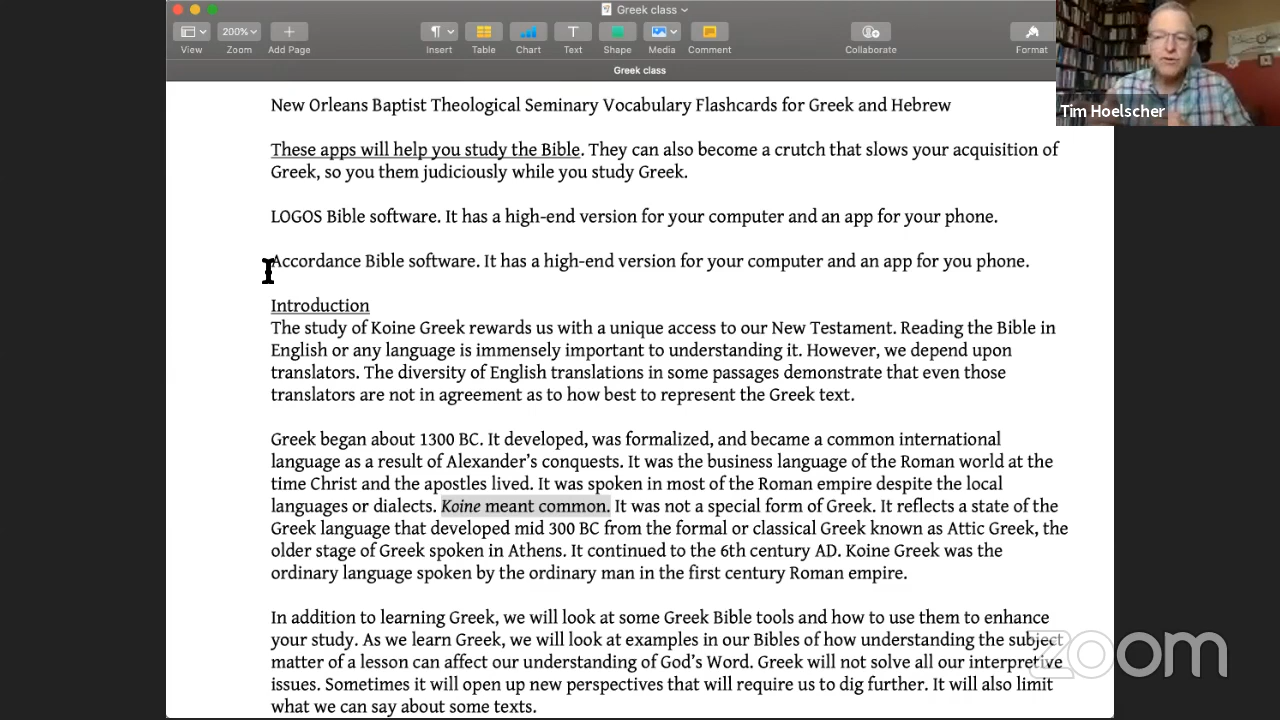 Greek class
200%
View
Zoom
Add Page
Insert
Table
Chart
Text
Shape
Media
Comment
Collaborate
Format
Greek class
Tim Hoelscher
New Orleans Baptist Theological Seminary Vocabulary Flashcards for Greek and Hebrew
These apps will help you study the Bible. They can also become a crutch that slows your acquisition of
Greek, so you them judiciously while you study Greek.
LOGOS Bible software. It has a high-end version for your computer and an app for your phone.
Accordance Bible software. It has a high-end version for your computer and an app for you phone.
Introduction
The study of Koine Greek rewards us with a unique access to our New Testament. Reading the Bible in
English or any language is immensely important to understanding it. However, we depend upon
translators. The diversity of English translations in some passages demonstrate that even those
translators are not in agreement as to how best to represent the Greek text.
Greek began about 1300 BC. It developed, was formalized, and became a common international
language as a result of Alexander’s conquests. It was the business language of the Roman world at the
time Christ and the apostles lived. It was spoken in most of the Roman empire despite the local
languages or dialects. Koine meant common. It was not a special form of Greek. It reflects a state of the
Greek language that developed mid 300 BC from the formal or classical Greek known as Attic Greek, the
older stage of Greek spoken in Athens. It continued to the 6th century AD. Koine Greek was the
ordinary language spoken by the ordinary man in the first century Roman empire.
In addition to learning Greek, we will look at some Greek Bible tools and how to use them to enhance
your study. As we learn Greek, we will look at examples in our Bibles of how understanding the subject
matter of a lesson can affect our understanding of God’s Word. Greek will not solve all our interpretive
issues. Sometimes it will open up new perspectives that will require us to dig further. It will also limit
what we can say about some texts.
zoom